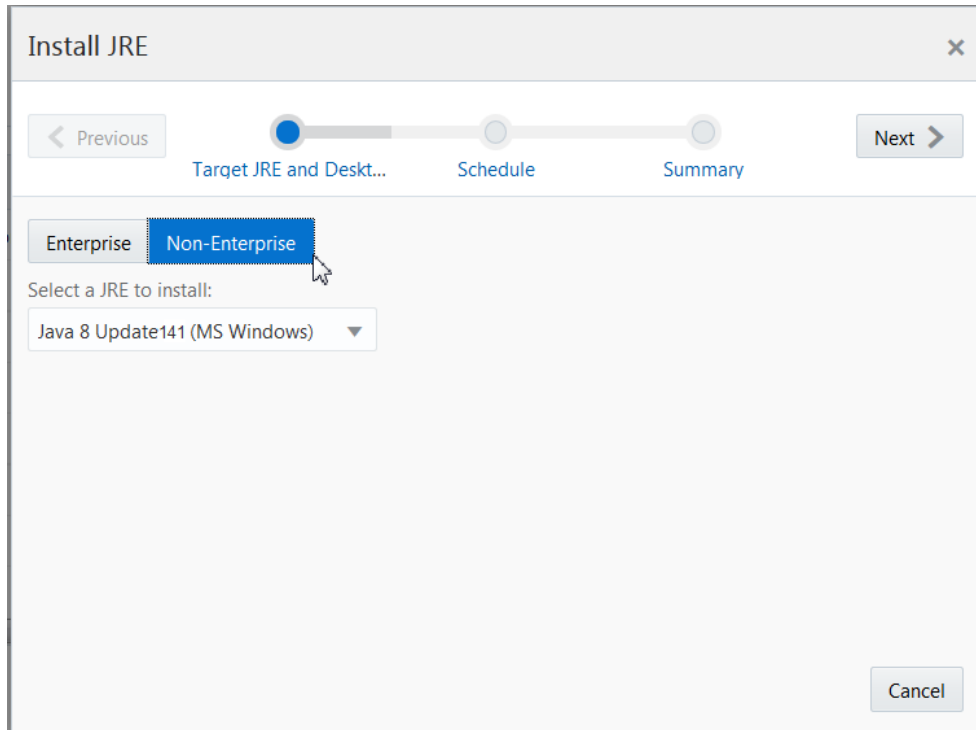 Install JRE
Previous
Target JRE and Deskt...
Schedule
Summary
Next
Enterprise
Non-Enterprise
Select a JRE to install:
Java 8 Update141 (MS Windows)
Cancel